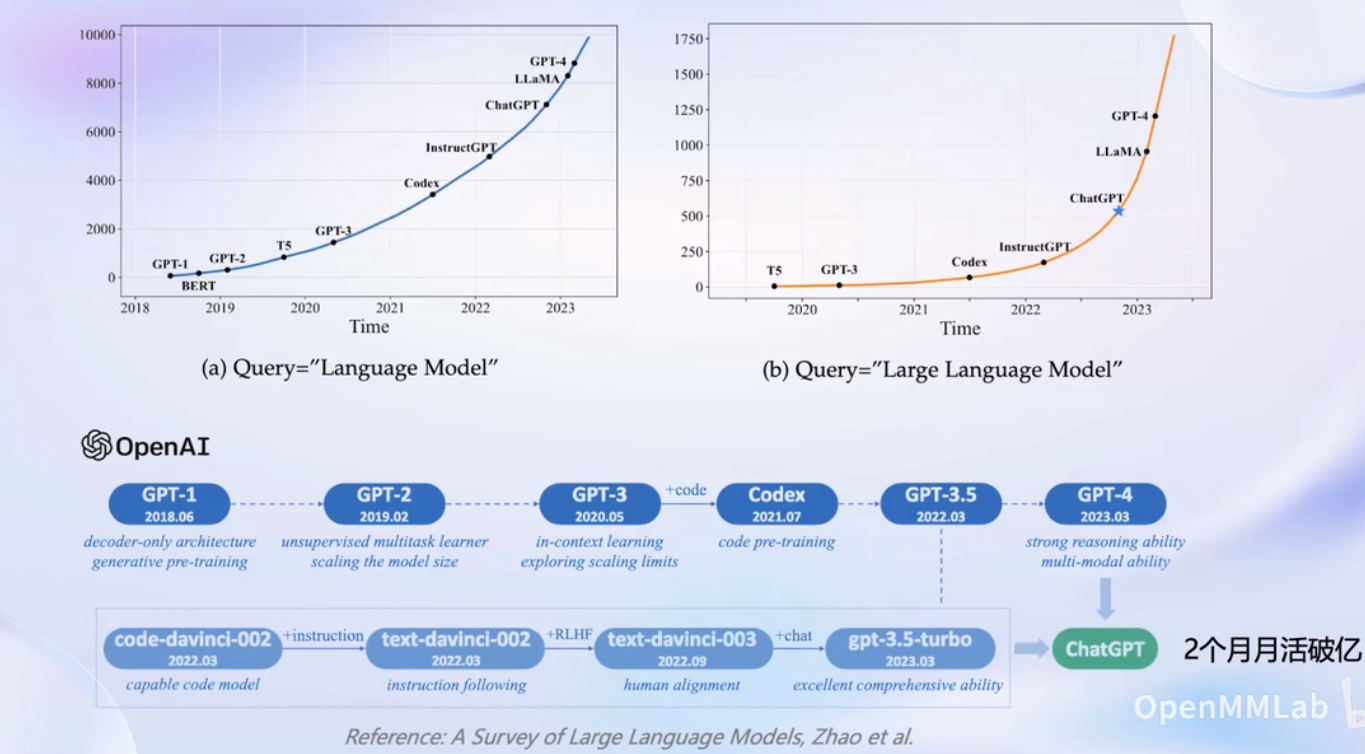 10000
8000
6000
4000
2000
0
GPT-4
LLaMA
ChatGPT
InstructGPT
Codex
GPT-3
T5
GPT-2
GPT-1
BERT
2018 2019 2020 2021 2022 2023
Time
(a) Query="Language Model"
1750
1500
1250
1000
750
500
250
0
GPT-4
LLaMA
ChatGPT
InstructGPT
Codex
GPT-3
T5
2020 2021 2022 2023
Time
(b) Query="Large Language Model"
OpenAI
GPT-1
2018.06
decoder-only architecture
generative pre-training
GPT-2
2019.02
unsupervised multitask learner
scaling the model size
GPT-3
2020.05
in-context learning
exploring scaling limits
+code
Codex
2021.07
code pre-training
GPT-3.5
2022.03
GPT-4
2023.03
strong reasoning ability
multi-modal ability
code-davinci-002
2022.03
capable code model
+instruction
text-davinci-002
2022.03
instruction following
+RLHF
text-davinci-003
2022.09
human alignment
+chat
gpt-3.5-turbo
2023.03
excellent comprehensive ability
ChatGPT
2个月月活破亿
OpenMMLab
Reference: A Survey of Large Language Models, Zhao et al.